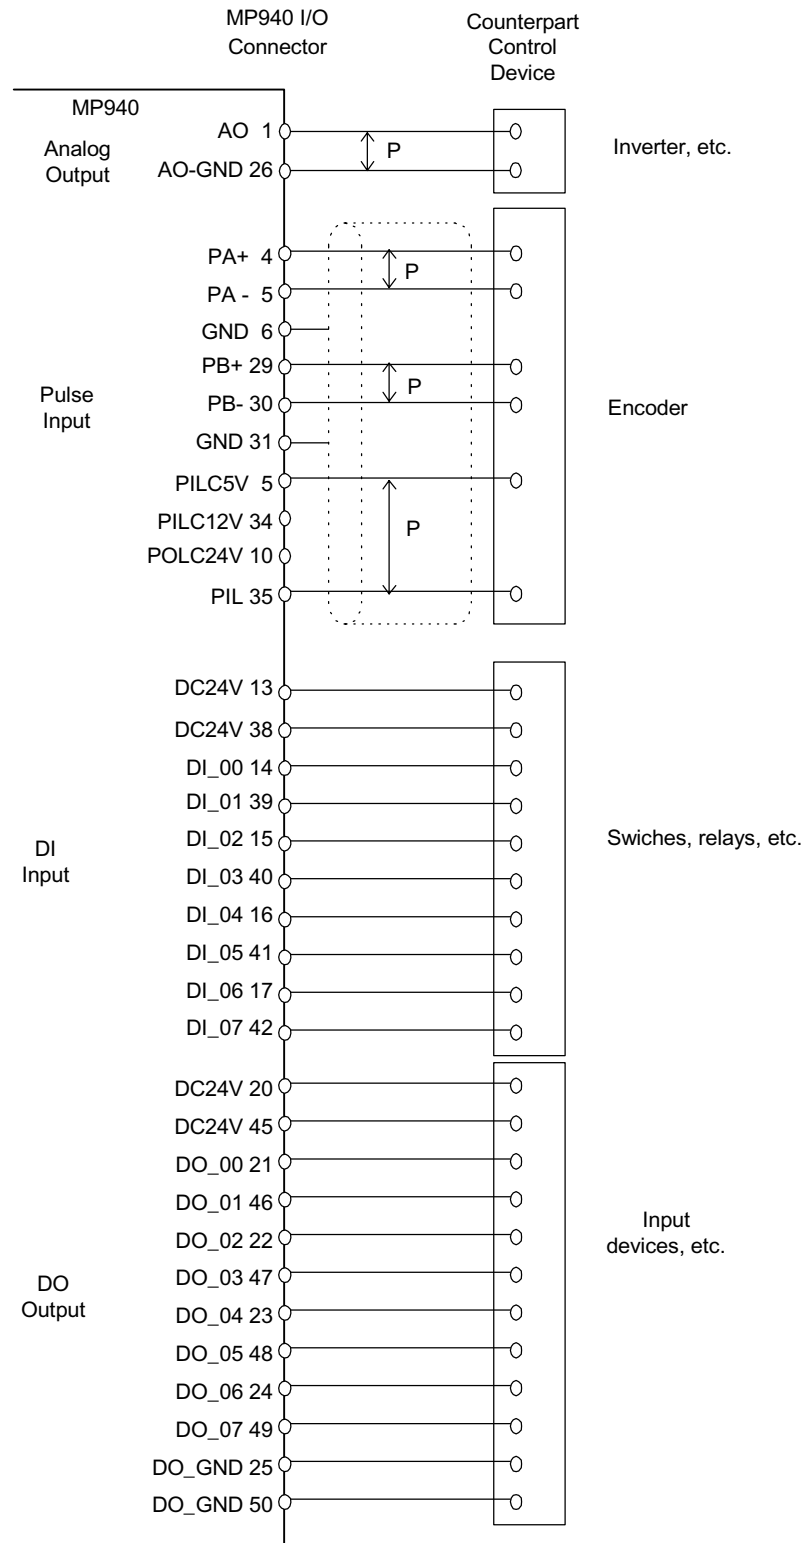 MP940 I/O
Connector
Counterpart
Control
Device
MP940
Analog
Output
AO 1
AO-GND 26
P
Inverter, etc.
Pulse
Input
PA+ 4
PA - 5
GND 6
PB+ 29
PB- 30
GND 31
PILC5V 5
PILC12V 34
POLC24V 10
PIL 35
P
P
P
Encoder
DI
Input
DC24V 13
DC24V 38
DI_00 14
DI_01 39
DI_02 15
DI_03 40
DI_04 16
DI_05 41
DI_06 17
DI_07 42
Swiches, relays, etc.
DO
Output
DC24V 20
DC24V 45
DO_00 21
DO_01 46
DO_02 22
DO_03 47
DO_04 23
DO_05 48
DO_06 24
DO_07 49
DO_GND 25
DO_GND 50
Input
devices, etc.